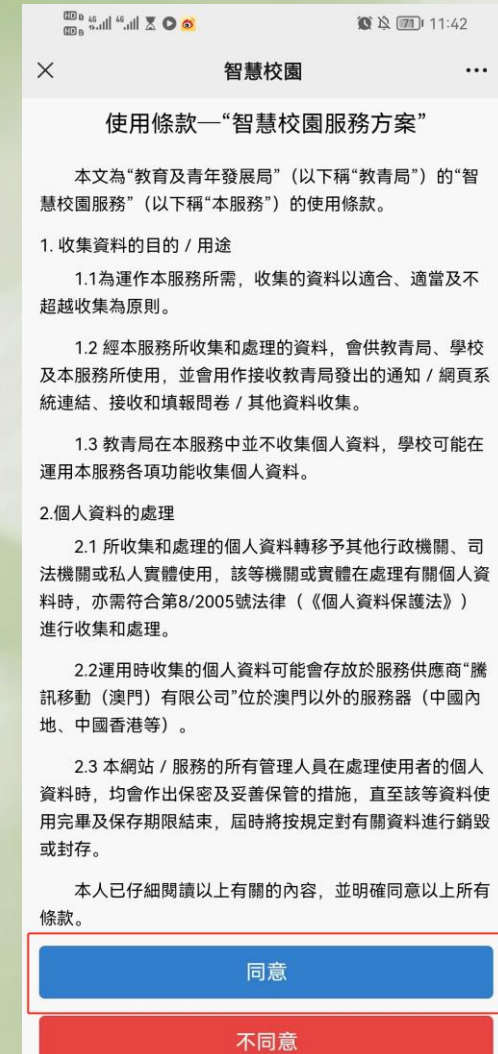 HD B 4G 4G 71 11:42
HD B
智慧校園
使用條款—“智慧校園服務方案”
本文為“教育及青年發展局”（以下稱“教青局”）的“智
慧校園服務”（以下稱“本服務”）的使用條款。
1. 收集資料的目的 / 用途
1.1為運作本服務所需，收集的資料以適合、適當及不
超越收集為原則。
1.2 經本服務所收集和處理的資料，會供教青局、學校
及本服務所使用，並會用作接收教青局發出的通知 / 網頁系
統連結、接收和填報問卷 / 其他資料收集。
1.3 教青局在本服務中並不收集個人資料，學校可能在
運用本服務各項功能收集個人資料。
2.個人資料的處理
2.1 所收集和處理的個人資料轉移予其他行政機關、司
法機關或私人實體使用，該等機關或實體在處理有關個人資
料時，亦需符合第8/2005號法律（《個人資料保護法》）
進行收集和處理。
2.2運用時收集的個人資料可能會存放於服務供應商“騰
訊移動（澳門）有限公司”位於澳門以外的服務器（中國內
地、中國香港等）。
2.3 本網站 / 服務的所有管理人員在處理使用者的個人
資料時，均會作出保密及妥善保管的措施，直至該等資料使
用完畢及保存期限結束，屆時將按規定對有關資料進行銷毀
或封存。
本人已仔細閱讀以上有關的內容，並明確同意以上所有
條款。
同意
不同意